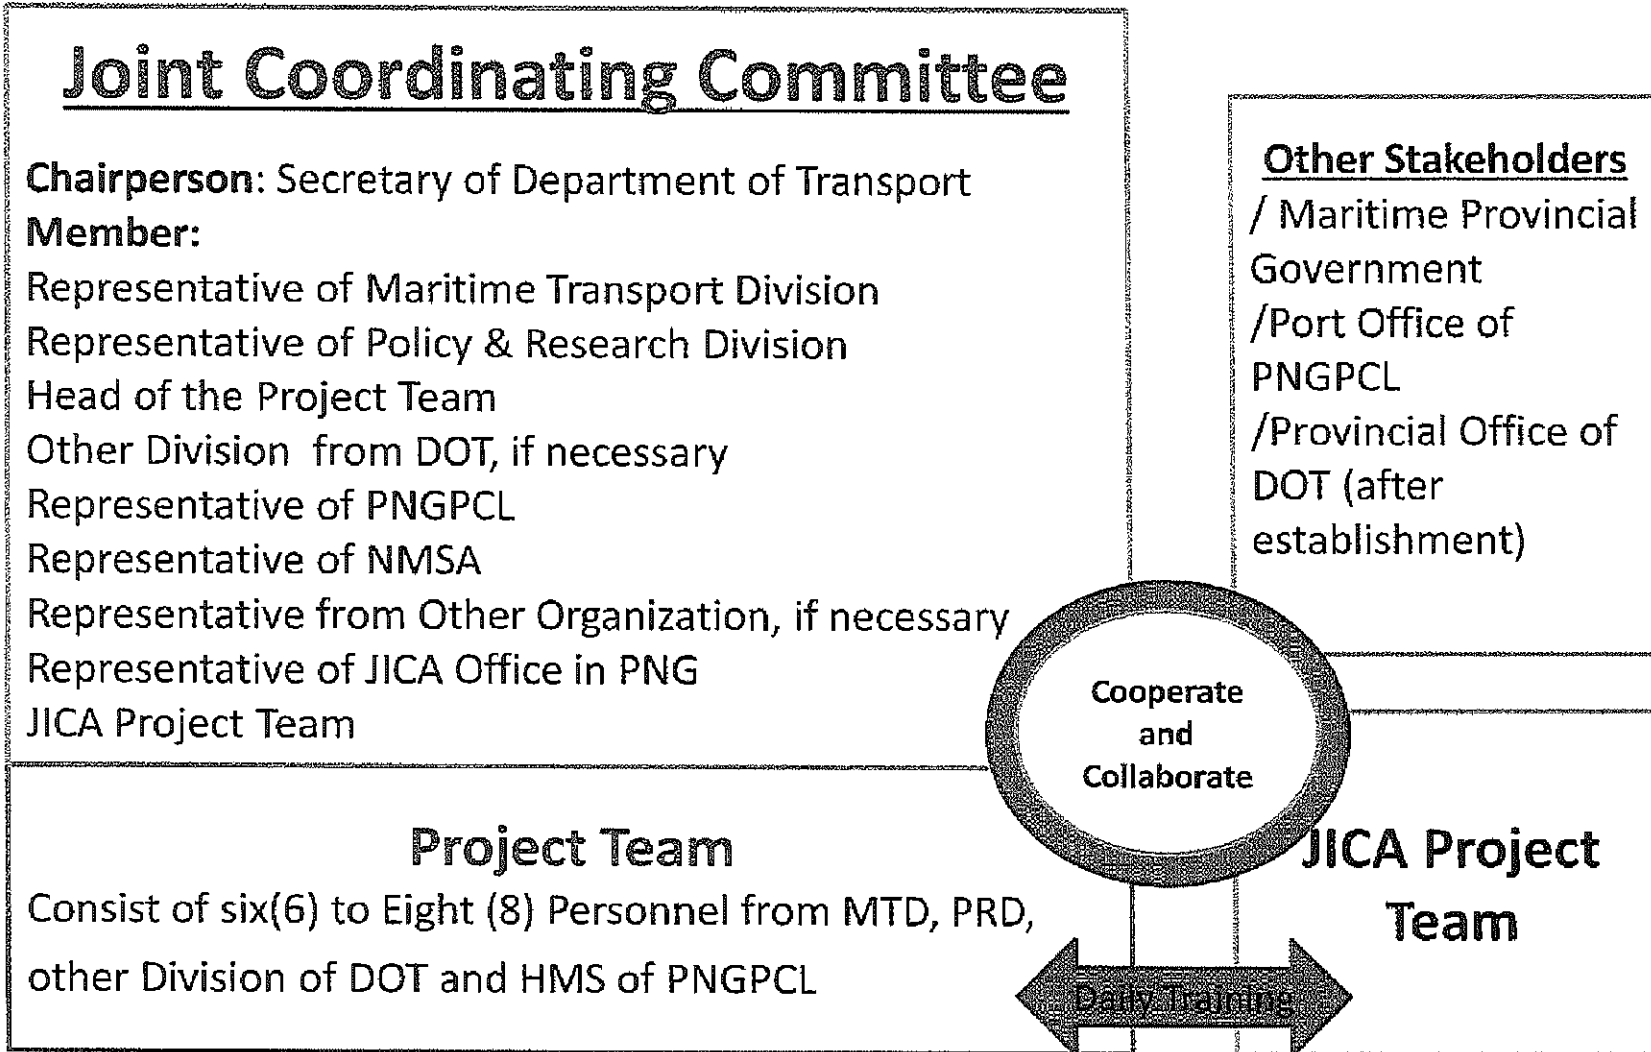 Joint Coordinating Committee
Chairperson: Secretary of Department of Transport
Member:
Representative of Maritime Transport Division
Representative of Policy & Research Division
Head of the Project Team
Other Division from DOT, if necessary
Representative of PNGPCL
Representative of NMSA
Representative from Other Organization, if necessary
Representative of JICA Office in PNG
JICA Project Team
Other Stakeholders
/ Maritime Provincial
Government
/Port Office of
PNGPCL
/Provincial Office of
DOT (after
establishment)
Cooperate
and
Collaborate
Project Team
Consist of six(6) to Eight (8) Personnel from MTD, PRD,
other Division of DOT and HMS of PNGPCL
JICA Project
Team
Daily Training